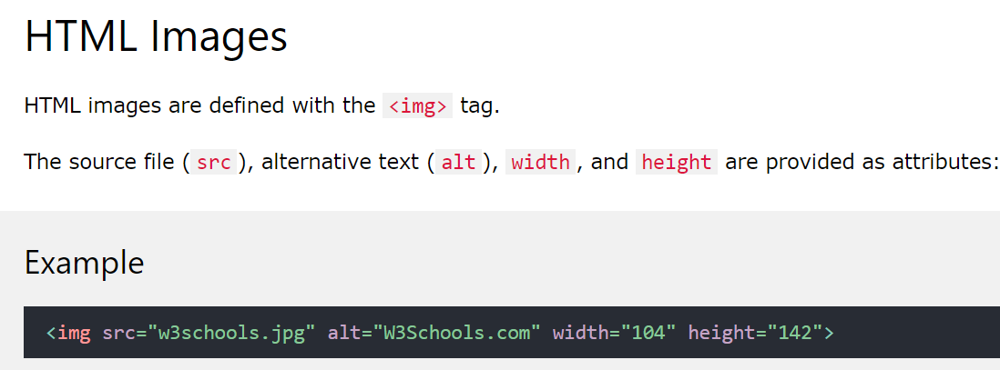 HTML Images
HTML images are defined with the <img> tag.
The source file (src), alternative text (alt), width, and height are provided as attributes:
Example
<img src="w3schools.jpg" alt="W3Schools.com" width="104" height="142">